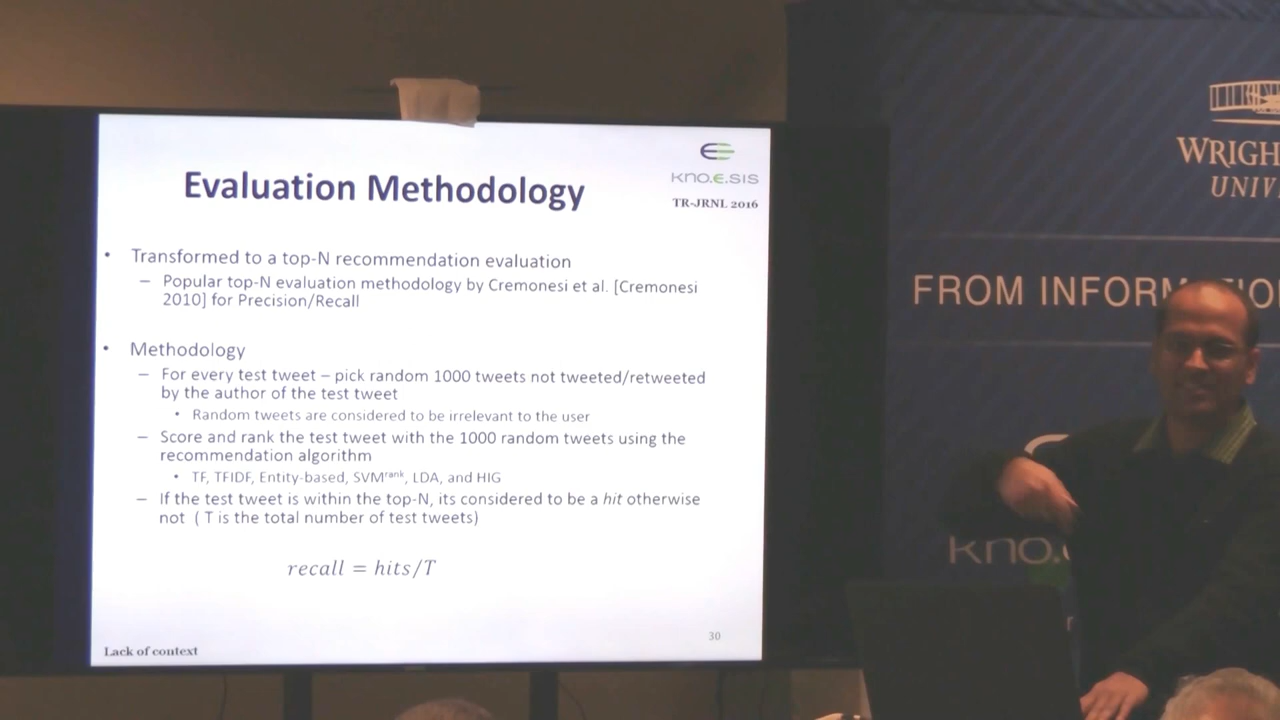 Evaluation Methodology
kno.e.sis
TR-JRNL 2016
• Transformed to a top-N recommendation evaluation
– Popular top-N evaluation methodology by Cremonesi et al. [Cremonesi
2010] for Precision/Recall
• Methodology
– For every test tweet – pick random 1000 tweets not tweeted/retweeted
by the author of the test tweet
• Random tweets are considered to be irrelevant to the user
– Score and rank the test tweet with the 1000 random tweets using the
recommendation algorithm
• TF, TFIDF, Entity-based, SVMrank, LDA, and HIG
– If the test tweet is within the top-N, its considered to be a hit otherwise
not ( T is the total number of test tweets)
recall = hits/T
30
Lack of context
WRIGH
UNIV
FROM INFORM
kno.